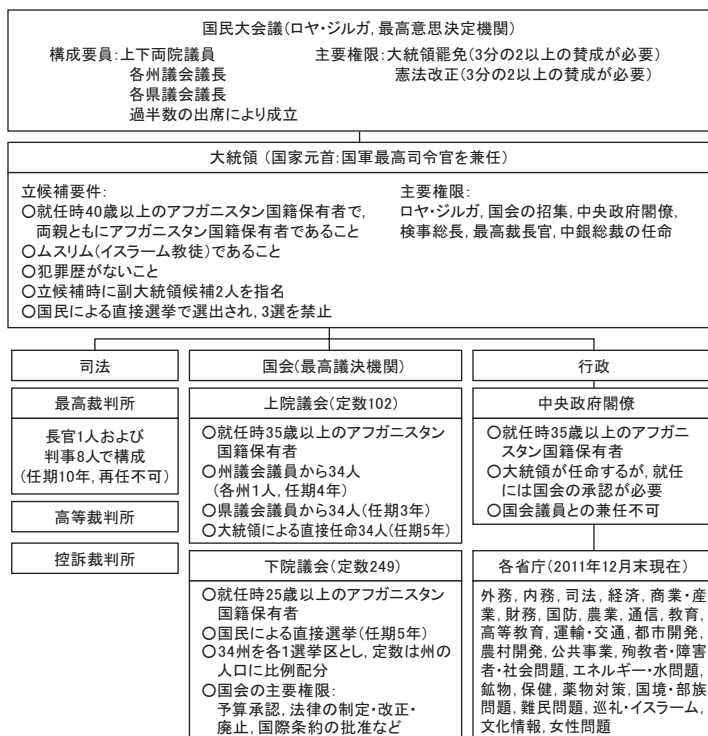 国民大会議(ロヤ・ジルガ, 最高意思決定機関)
構成要員:上下両院議員
各州議会議長
各県議会議長
過半数の出席により成立
主要権限:大統領罷免(3分の2以上の賛成が必要)
憲法改正(3分の2以上の賛成が必要)
大統領 (国家元首:国軍最高司令官を兼任)
立候補要件:
○就任時40歳以上のアフガニスタン国籍保有者で,
両親ともにアフガニスタン国籍保有者であること
○ムスリム(イスラーム教徒)であること
○犯罪歴がないこと
○立候補時に副大統領候補2人を指名
○国民による直接選挙で選出され, 3選を禁止
主要権限:
ロヤ・ジルガ, 国会の招集, 中央政府閣僚,
検事総長, 最高裁長官, 中銀総裁の任命
司法
最高裁判所
長官1人および
判事8人で構成
(任期10年, 再任不可)
高等裁判所
控訴裁判所
国会(最高議決機関)
上院議会(定数102)
○就任時35歳以上のアフガニスタン
国籍保有者
○州議会議員から34人
(各州1人, 任期4年)
○県議会議員から34人(任期3年)
○大統領による直接任命34人(任期5年)
下院議会(定数249)
○就任時25歳以上のアフガニスタン
国籍保有者
○国民による直接選挙(任期5年)
○34州を各1選挙区とし, 定数は州の
人口に比例配分
○国会の主要権限:
予算承認, 法律の制定・改正・
廃止, 国際条約の批准など
行政
中央政府閣僚
○就任時35歳以上のアフガニ
スタン国籍保有者
○大統領が任命するが, 就任
には国会の承認が必要
○国会議員との兼任不可
各省庁(2011年12月末現在)
外務, 内務, 司法, 経済, 商業・産
業, 財務, 国防, 農業, 通信, 教育,
高等教育, 運輸・交通, 都市開発,
農村開発, 公共事業, 殉教者・障害
者・社会問題, エネルギー・水問題,
鉱物, 保健, 薬物対策, 国境・部族
問題, 難民問題, 巡礼・イスラーム,
文化情報, 女性問題